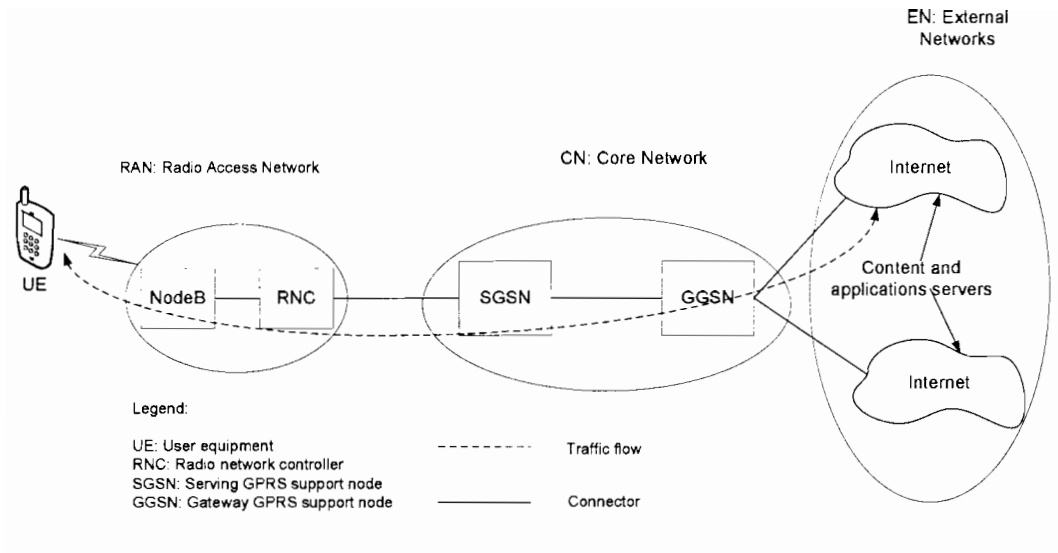 EN: External
Networks
RAN: Radio Access Network
CN: Core Network
Internet
UE
NodeB
RNC
SGSN
GGSN
Content and
applications servers
Internet
Legend:
UE: User equipment
RNC: Radio network controller
SGSN: Serving GPRS support node
GGSN: Gateway GPRS support node
Traffic flow
Connector